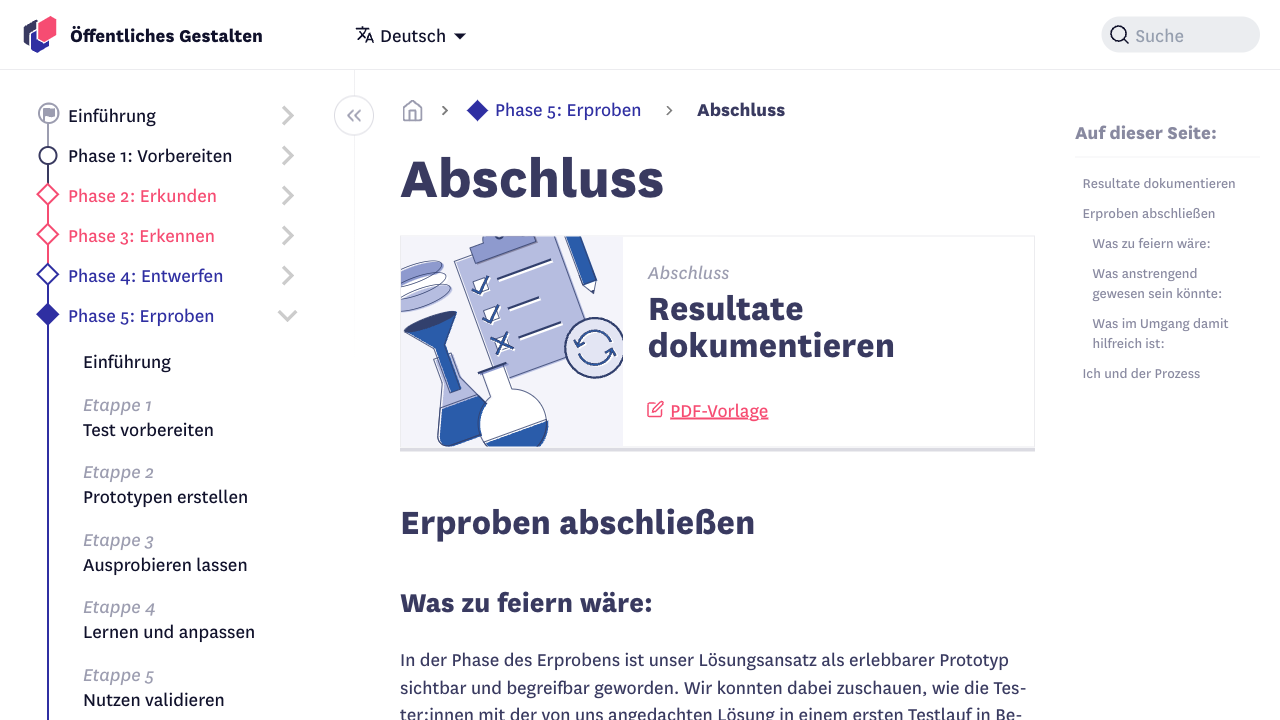 Öffentliches Gestalten
Deutsch
Suche
Einführung
Phase 1: Vorbereiten
Phase 2: Erkunden
Phase 3: Erkennen
Phase 4: Entwerfen
Phase 5: Erproben
Einführung
Etappe 1
Test vorbereiten
Etappe 2
Prototypen erstellen
Etappe 3
Ausprobieren lassen
Etappe 4
Lernen und anpassen
Etappe 5
Nutzen validieren
Phase 5: Erproben
Abschluss
Abschluss
Abschluss
Resultate
dokumentieren
PDF-Vorlage
Erproben abschließen
Was zu feiern wäre:
In der Phase des Erprobens ist unser Lösungsansatz als erlebbarer Prototyp
sichtbar und begreifbar geworden. Wir konnten dabei zuschauen, wie die Tes-
ter:innen mit der von uns angedachten Lösung in einem ersten Testlauf in Be-
Auf dieser Seite:
Resultate dokumentieren
Erproben abschließen
Was zu feiern wäre:
Was anstrengend
gewesen sein könnte:
Was im Umgang damit
hilfreich ist:
Ich und der Prozess